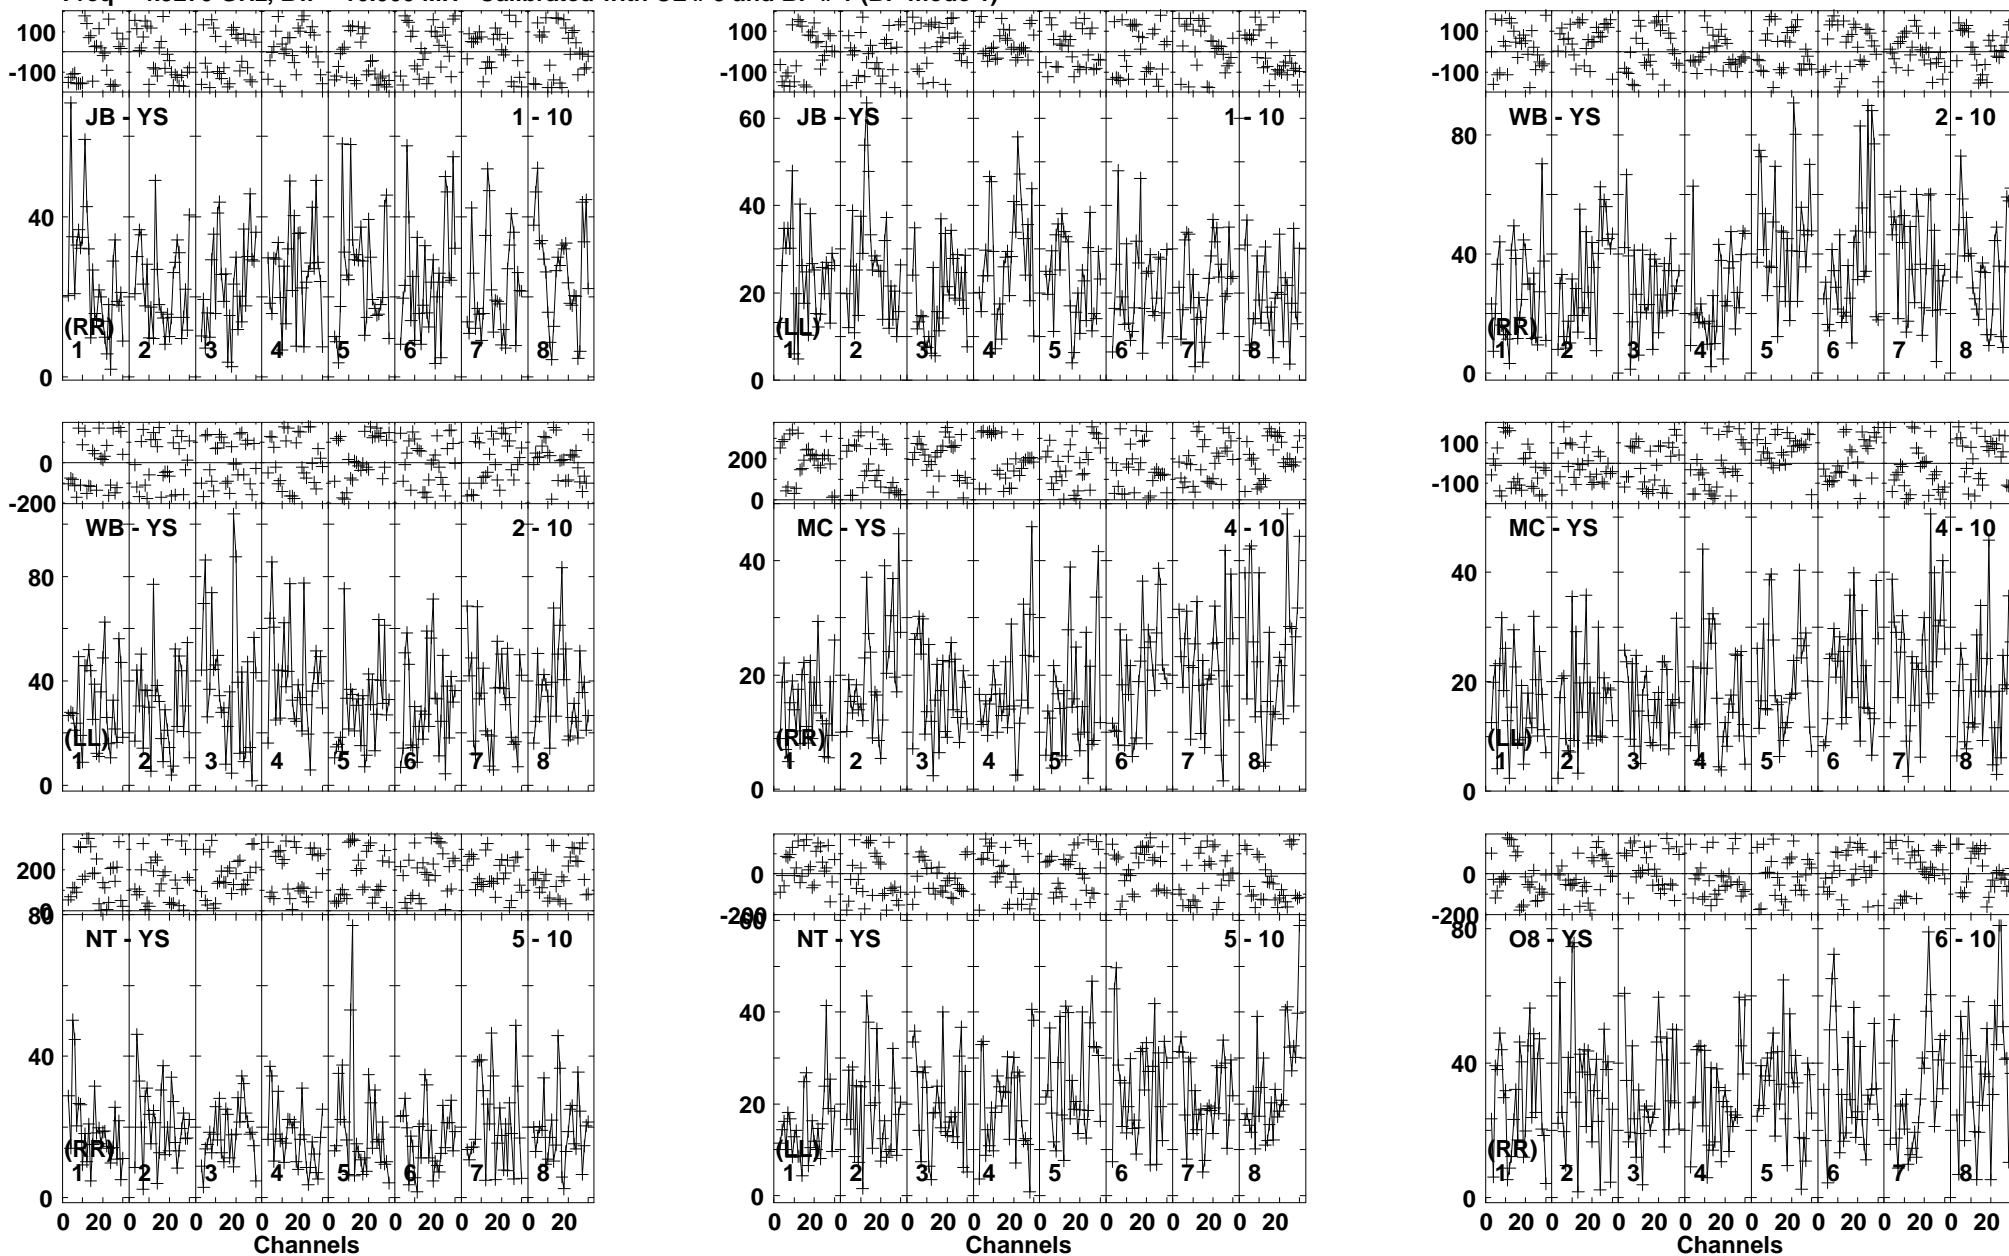 100 100 100
-100 -100 -100
JB - YS 1 - 10 JB - YS 1 - 10 WB - YS 2 - 10
40 60 40 20 0 80 40 0
0
(RR) (LL) (RR)
1 2 3 4 5 6 7 8 1 2 3 4 5 6 7 8 1 2 3 4 5 6 7 8
0 200 100
-200 0 -100
WB - YS 2 - 10 MC - YS 4 - 10 MC - YS 4 - 10
80 40 0 40 20 0 40 20 0
(LL) (RR) (LL)
1 2 3 4 5 6 7 8 1 2 3 4 5 6 7 8 1 2 3 4 5 6 7 8
200 0 0
0 -200 -200
NT - YS 5 - 10 NT - YS 5 - 10 O8 - YS 6 - 10
80 40 0 60 40 20 0 80 40 0
(RR) (LL) (RR)
1 2 3 4 5 6 7 8 1 2 3 4 5 6 7 8 1 2 3 4 5 6 7 8
0 20 0 20 0 20 0 20 0 20 0 20 0 20 0 20 0 20 0 20 0 20 0 20 0 20 0 20 0 20 0 20 0 20 0 20 0 20 0 20 0 20 0 20 0 20 0 20
Channels Channels Channels